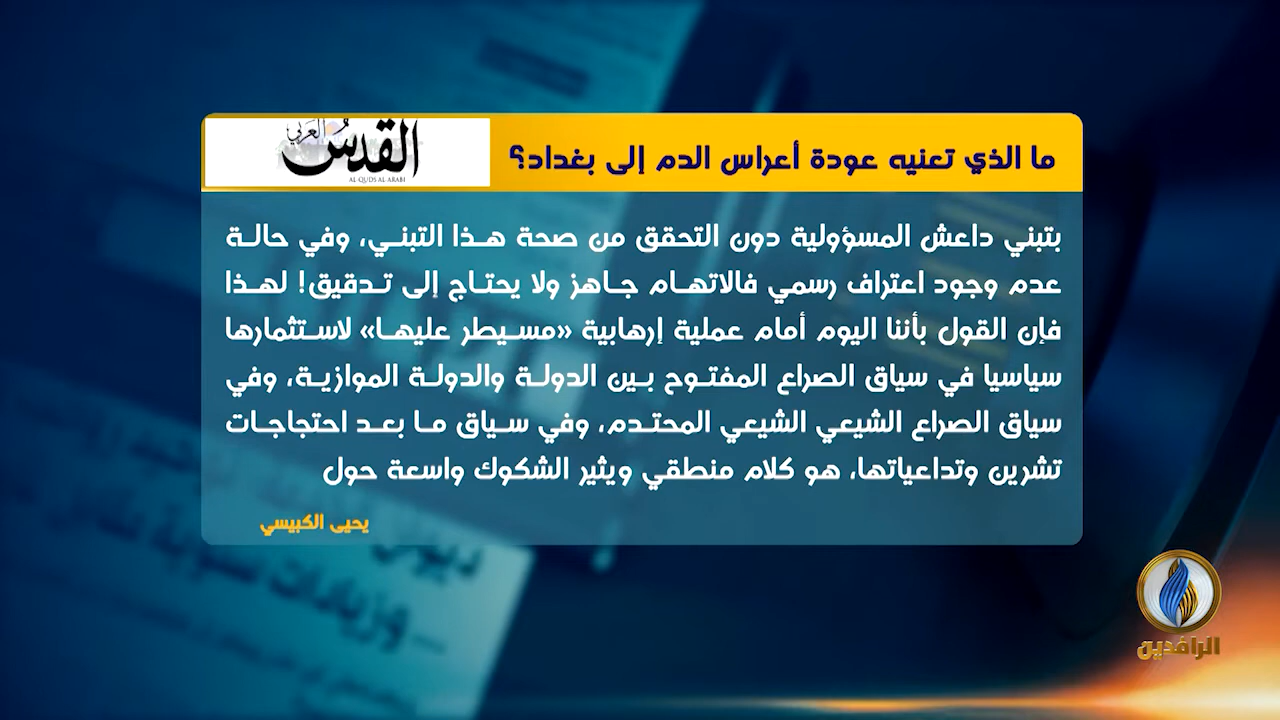 ما الذي تعنيه عودة أعراس الدم إلى بغداد؟
القدس العربي
AL-QUDS AL-ARABI
بتبني داعش المسؤولية دون التحقق من صحة هذا التبني، وفي حالة
عدم وجود اعتراف رسمي فالاتهام جاهز ولا يحتاج إلى تدقيق! لهذا
فإن القول بأننا اليوم أمام عملية إرهابية «مسيطر عليها» لاستثمارها
سياسيا في سياق الصراع المفتوح بين الدولة والدولة الموازية، وفي
سياق الصراع الشيعي الشيعي المحتدم، وفي سياق ما بعد احتجاجات
تشرين وتداعياتها، هو كلام منطقي ويثير الشكوك واسعة حول
يحيى الكبيسي
وزيادات
الرافدين